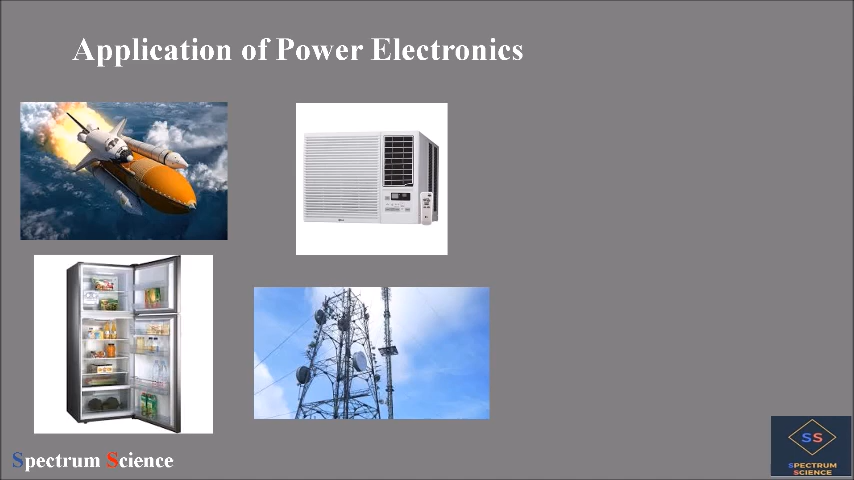 Application of Power Electronics
Spectrum Science
SS
SPECTRUM
SCIENCE